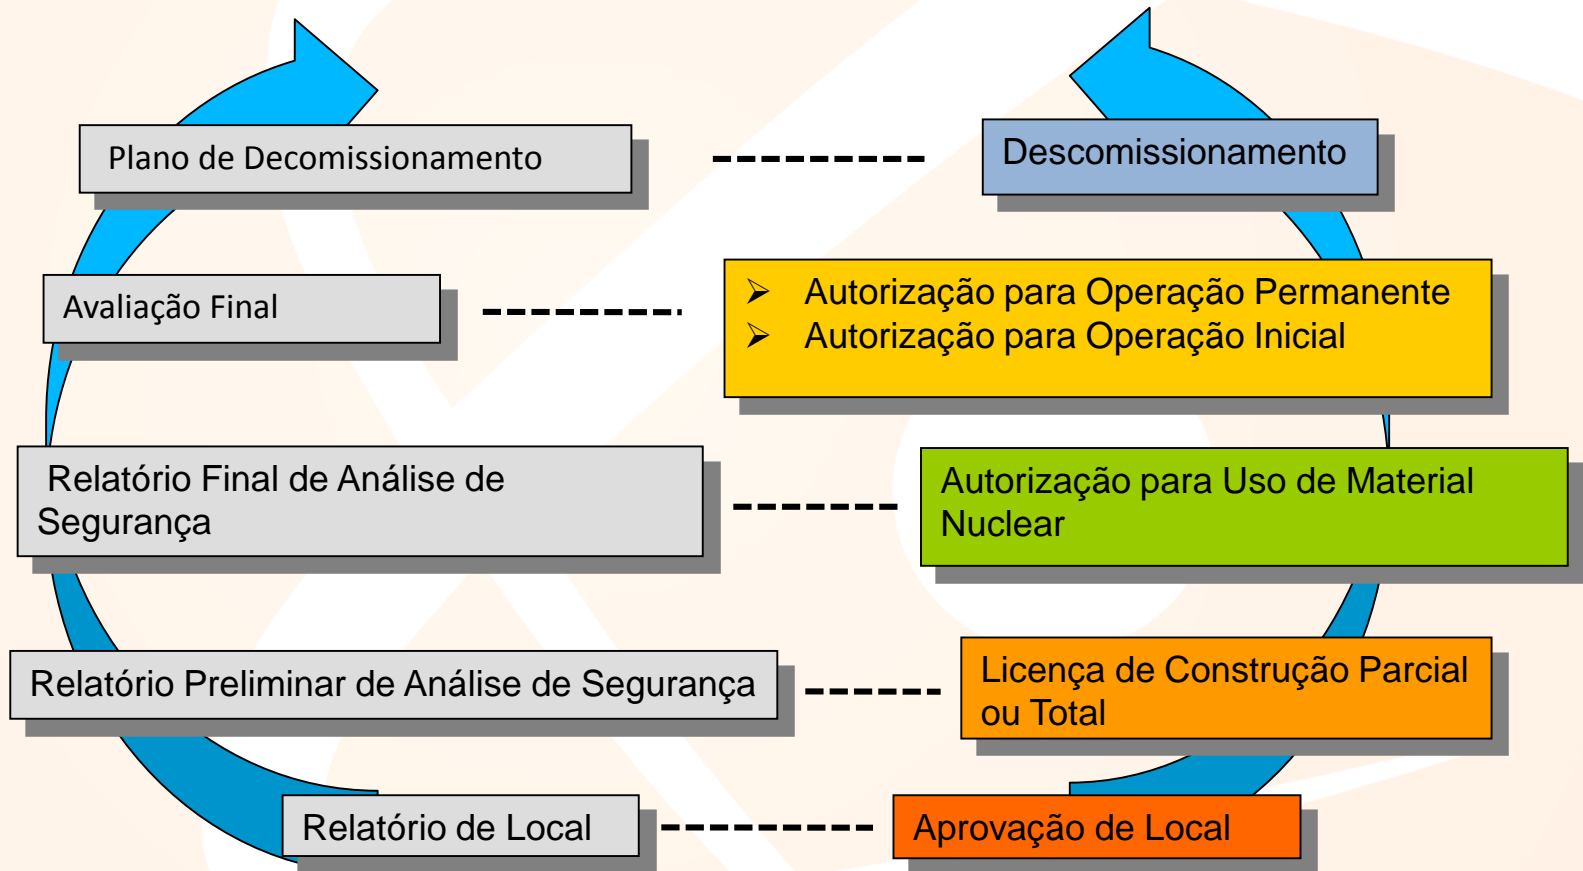 Plano de Decomissionamento
Descomissionamento
Avaliação Final
➢ Autorização para Operação Permanente
➢ Autorização para Operação Inicial
Relatório Final de Análise de
Segurança
Autorização para Uso de Material
Nuclear
Relatório Preliminar de Análise de Segurança
Licença de Construção Parcial
ou Total
Relatório de Local
Aprovação de Local